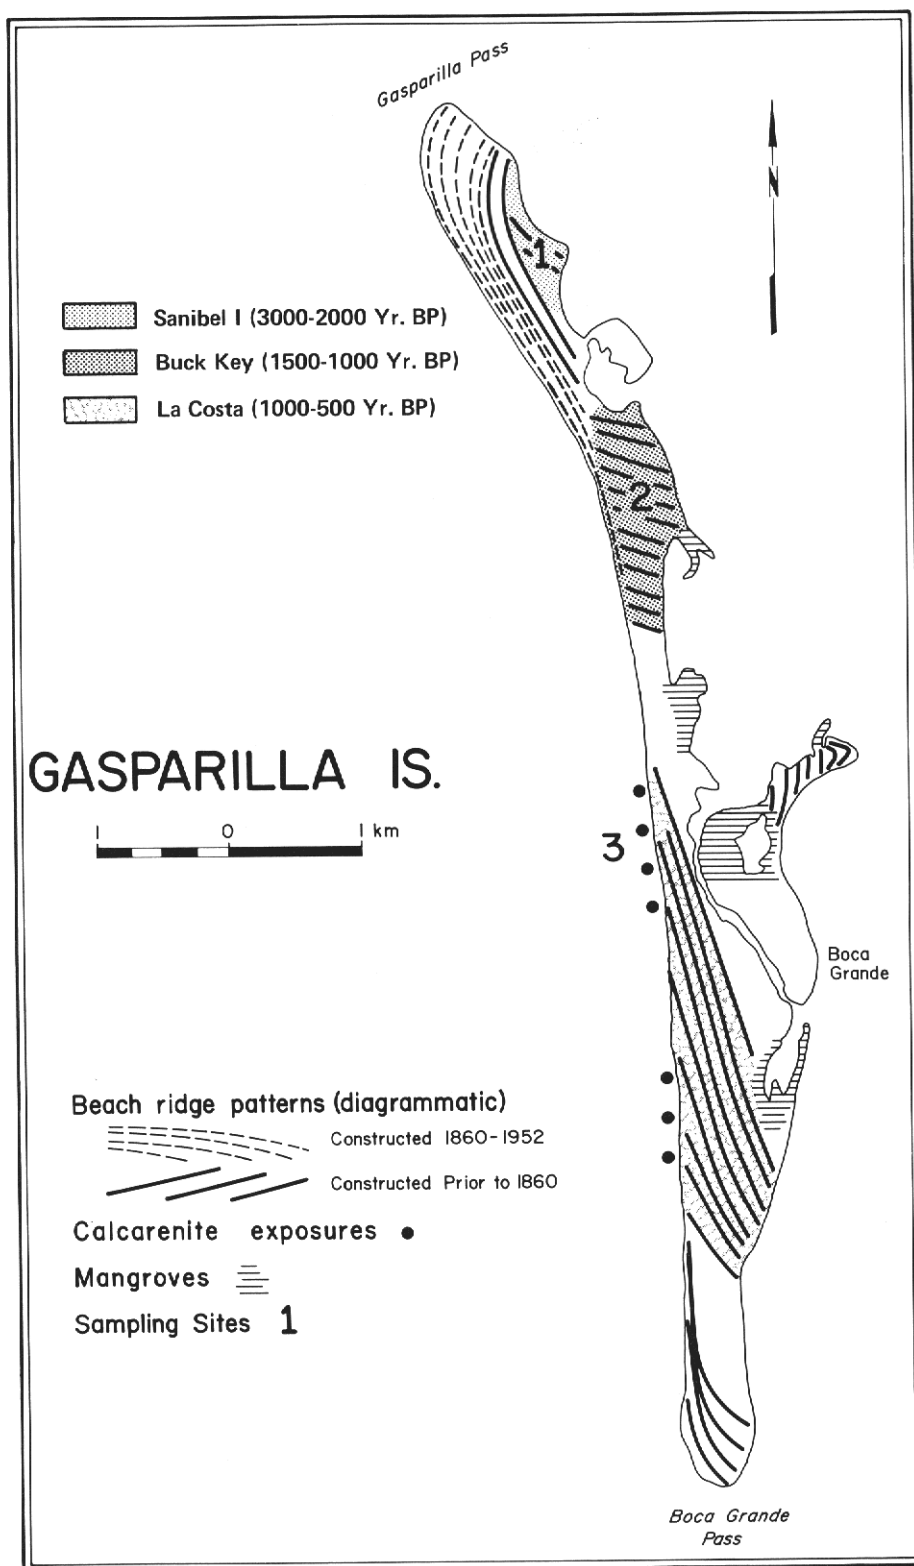 Gasparilla Pass
N
1
Sanibel I (3000-2000 Yr. BP)
Buck Key (1500-1000 Yr. BP)
La Costa (1000-500 Yr. BP)
2
GASPARILLA IS.
1 0 1 km
3
Boca
Grande
Beach ridge patterns (diagrammatic)
Constructed 1860-1952
Constructed Prior to 1860
Calcarenite exposures
Mangroves
Sampling Sites 1
Boca Grande
Pass